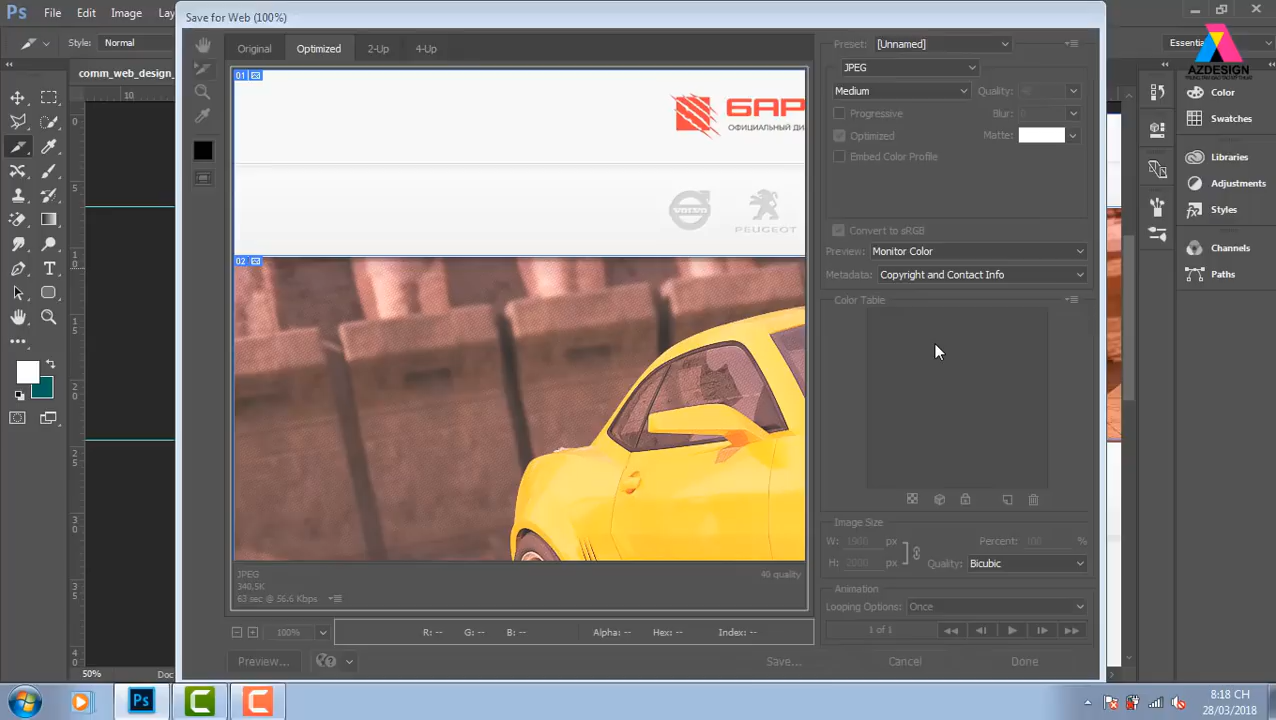 Ps File Edit Image
Save for Web (100%)
Style: Normal
Essentia
AZDESIGN
comm_web_design_
10
Original Optimized 2-Up 4-Up
Preset: [Unnamed]
JPEG
Medium Quality: 40
Progressive Blur: 0
Optimized Matte:
Embed Color Profile
Convert to sRGB
Preview: Monitor Color
Metadata: Copyright and Contact Info
Color Table
01
БАР
ОФИЦИАЛЬНЫЙ ДИ
VOLVO
PEUGEOT
02
Color
Swatches
Libraries
Adjustments
Styles
Channels
Paths
Image Size
W: 1900 px Percent: 100 %
H: 2000 px Quality: Bicubic
Animation
Looping Options: Once
1 of 1
JPEG 40 quality
340.5K
63 sec @ 56.6 Kbps
100% R: -- G: -- B: -- Alpha: -- Hex: -- Index: --
Preview... Save... Cancel Done
50% Doc
Ps
8:18 CH
28/03/2018